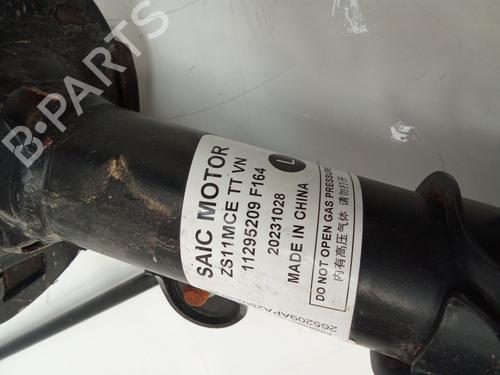 B-PARTS
SAIC MOTOR
ZS11MCE TT VN
11295209 F164
20231028
MADE IN CHINA
L
DO NOT OPEN GAS PRESSURE
内有高压气体 请勿打开